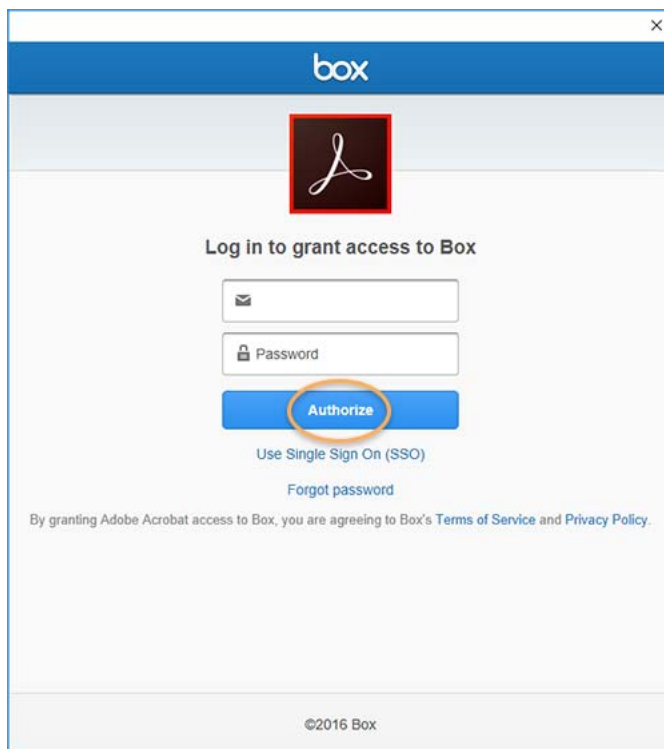 box
Log in to grant access to Box
Password
Authorize
Use Single Sign On (SSO)
Forgot password
By granting Adobe Acrobat access to Box, you are agreeing to Box's Terms of Service and Privacy Policy.
©2016 Box